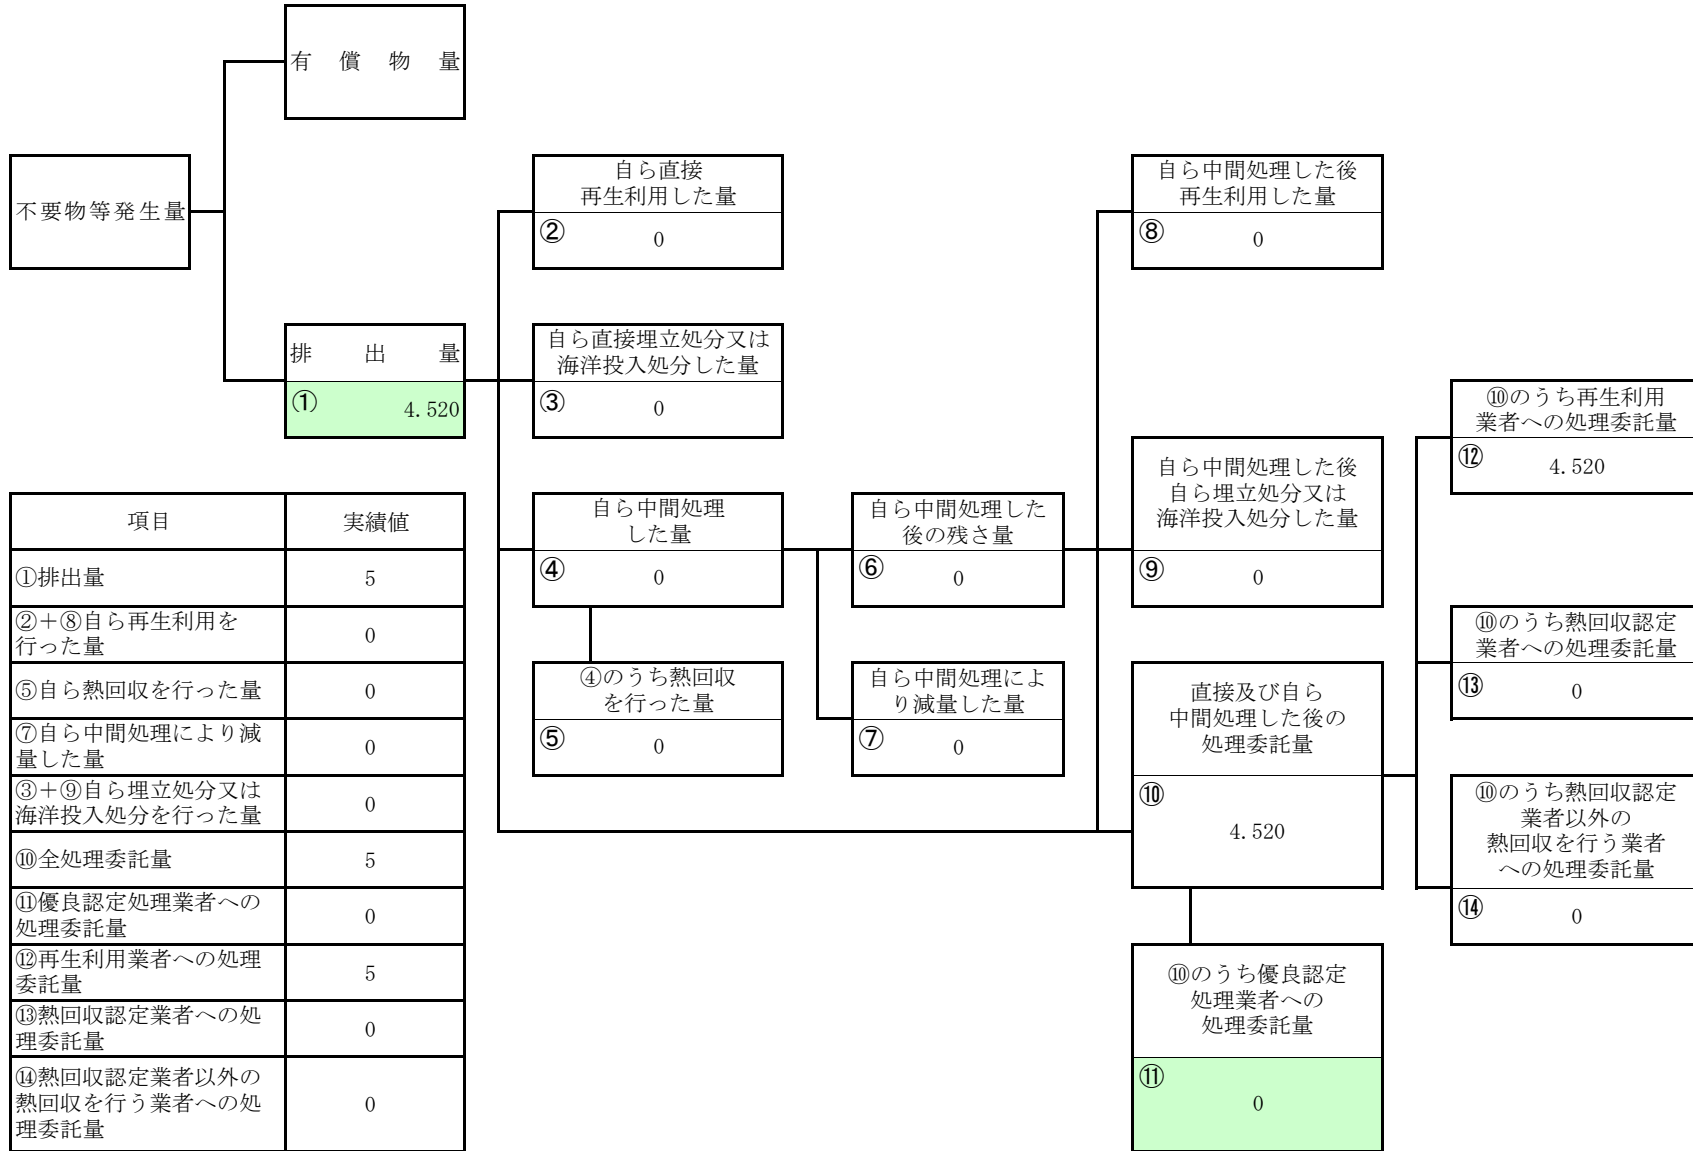 有償物量
不要物等発生量
自ら直接
再生利用した量
② 0
自ら中間処理した後
再生利用した量
⑧ 0
排出量
① 4.520
自ら直接埋立処分又は
海洋投入処分した量
③ 0
⑩のうち再生利用
業者への処理委託量
⑫ 4.520
自ら中間処理
した量
④ 0
自ら中間処理した
後の残さ量
⑥ 0
自ら中間処理した後
自ら埋立処分又は
海洋投入処分した量
⑨ 0
⑩のうち熱回収認定
業者への処理委託量
⑬ 0
④のうち熱回収
を行った量
⑤ 0
自ら中間処理によ
り減量した量
⑦ 0
直接及び自ら
中間処理した後の
処理委託量
⑩
4.520
⑩のうち熱回収認定
業者以外の
熱回収を行う業者
への処理委託量
⑭ 0
⑩のうち優良認定
処理業者への
処理委託量
⑪
0
項目 実績値
①排出量 5
②+⑧自ら再生利用を
行った量 0
⑤自ら熱回収を行った量 0
⑦自ら中間処理により減
量した量 0
③+⑨自ら埋立処分又は
海洋投入処分を行った量 0
⑩全処理委託量 5
⑪優良認定処理業者への
処理委託量 0
⑫再生利用業者への処理
委託量 5
⑬熱回収認定業者への処
理委託量 0
⑭熱回収認定業者以外の
熱回収を行う業者への処
理委託量 0